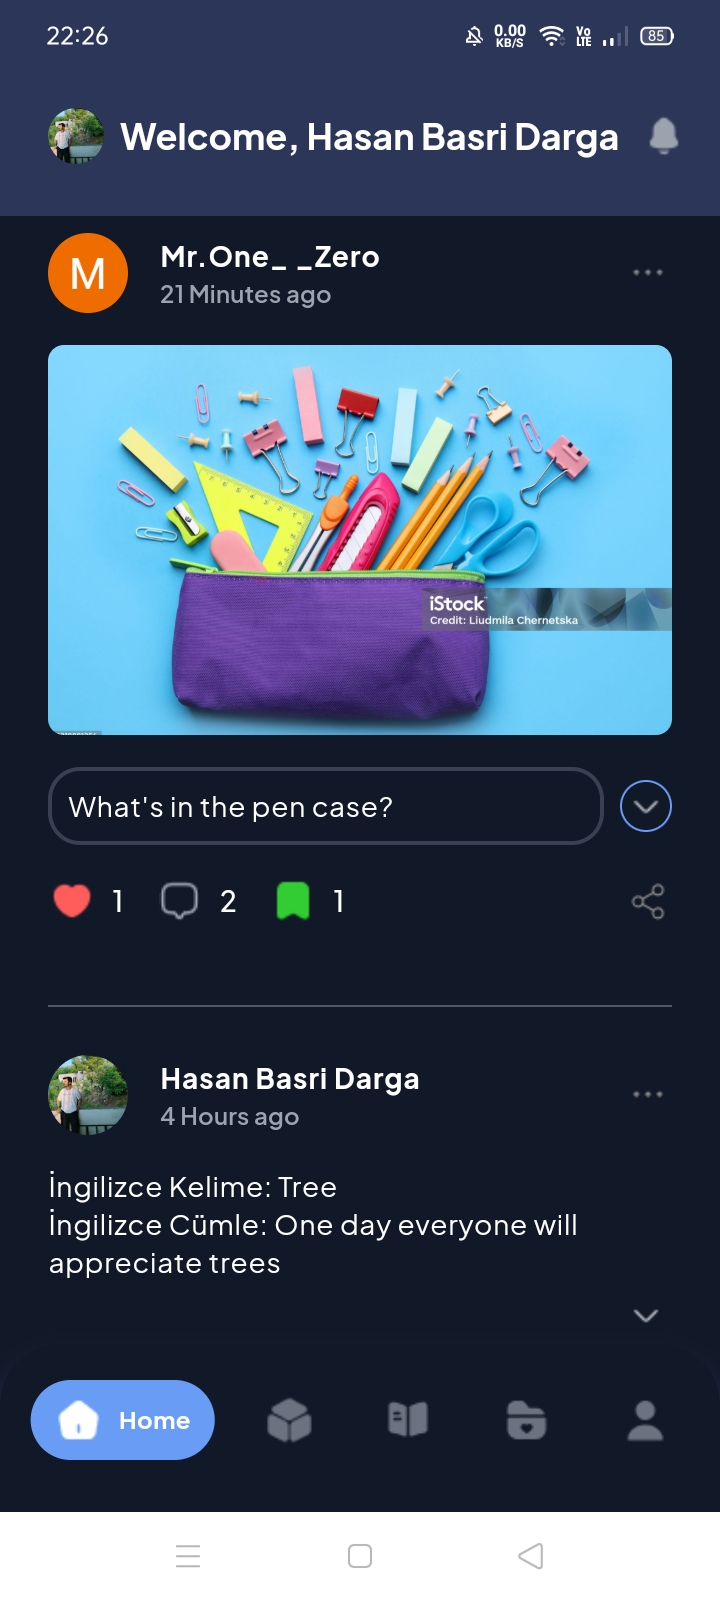 22:26
0.00
KB/S
Vo
LTE
85
Welcome, Hasan Basri Darga
M
Mr.One_ _Zero
21 Minutes ago
iStock
Credit: Liudmila Chernetska
What's in the pen case?
1
2
1
Hasan Basri Darga
4 Hours ago
İngilizce Kelime: Tree
İngilizce Cümle: One day everyone will
appreciate trees
Home